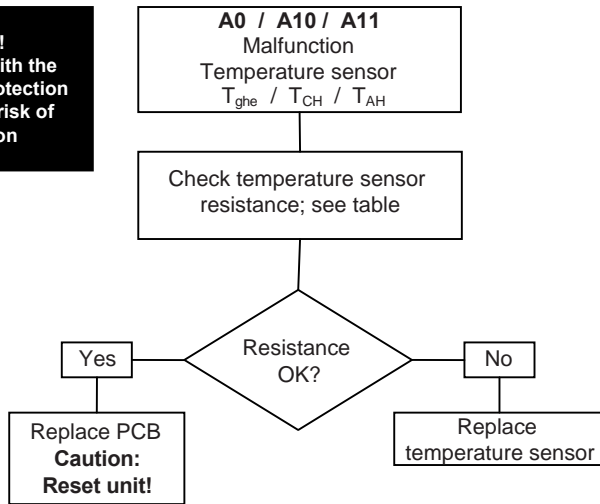 !
ith the
otection
risk of
on
A0 / A10 / A11
Malfunction
Temperature sensor
Tghe / TCH / TAH
Check temperature sensor
resistance; see table
Resistance
OK?
Yes
No
Replace PCB
Caution:
Reset unit!
Replace
temperature sensor